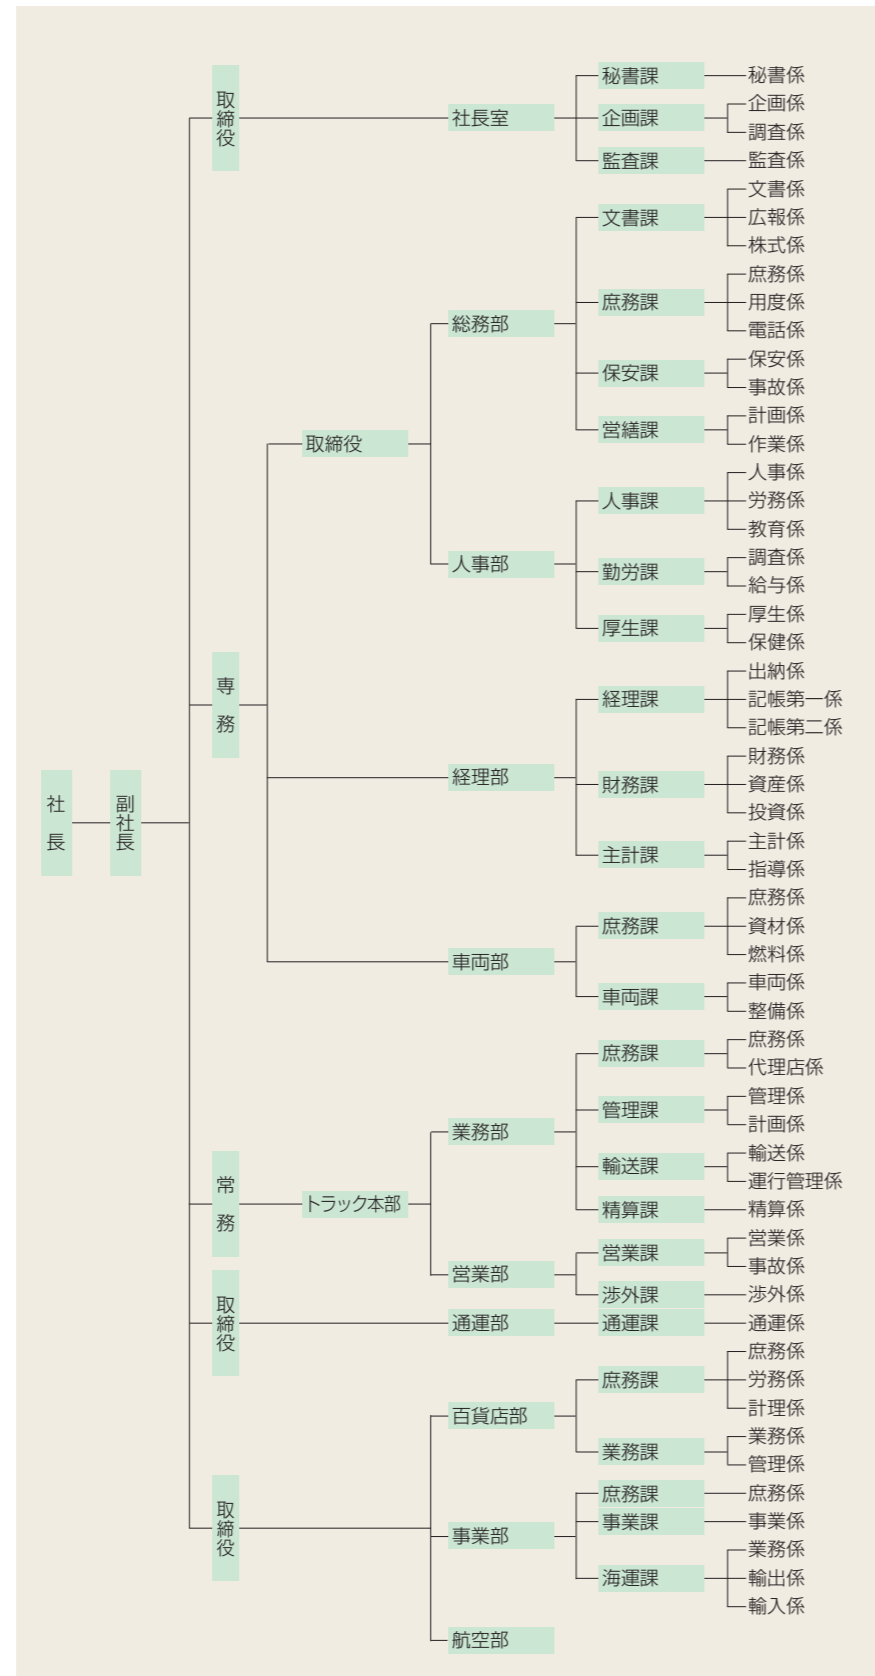 社長
副社長
取締役
社長室
秘書課
秘書係
企画課
企画係
調査係
監査課
監査係
専務
取締役
総務部
文書課
文書係
広報係
株式係
庶務課
庶務係
用度係
電話係
保安課
保安係
事故係
営繕課
計画係
作業係
人事部
人事課
人事係
労務係
教育係
勤労課
調査係
給与係
厚生課
厚生係
保健係
経理部
経理課
出納係
記帳第一係
記帳第二係
財務課
財務係
資産係
投資係
主計課
主計係
指導係
車両部
庶務課
庶務係
資材係
燃料係
車両課
車両係
整備係
常務
トラック本部
業務部
庶務課
庶務係
代理店係
管理課
管理係
計画係
輸送課
輸送係
運行管理係
精算課
精算係
営業部
営業課
営業係
事故係
渉外課
渉外係
取締役
通運部
通運課
通運係
取締役
百貨店部
庶務課
庶務係
労務係
計理係
業務課
業務係
管理係
事業部
庶務課
庶務係
事業課
事業係
海運課
業務係
輸出係
輸入係
航空部